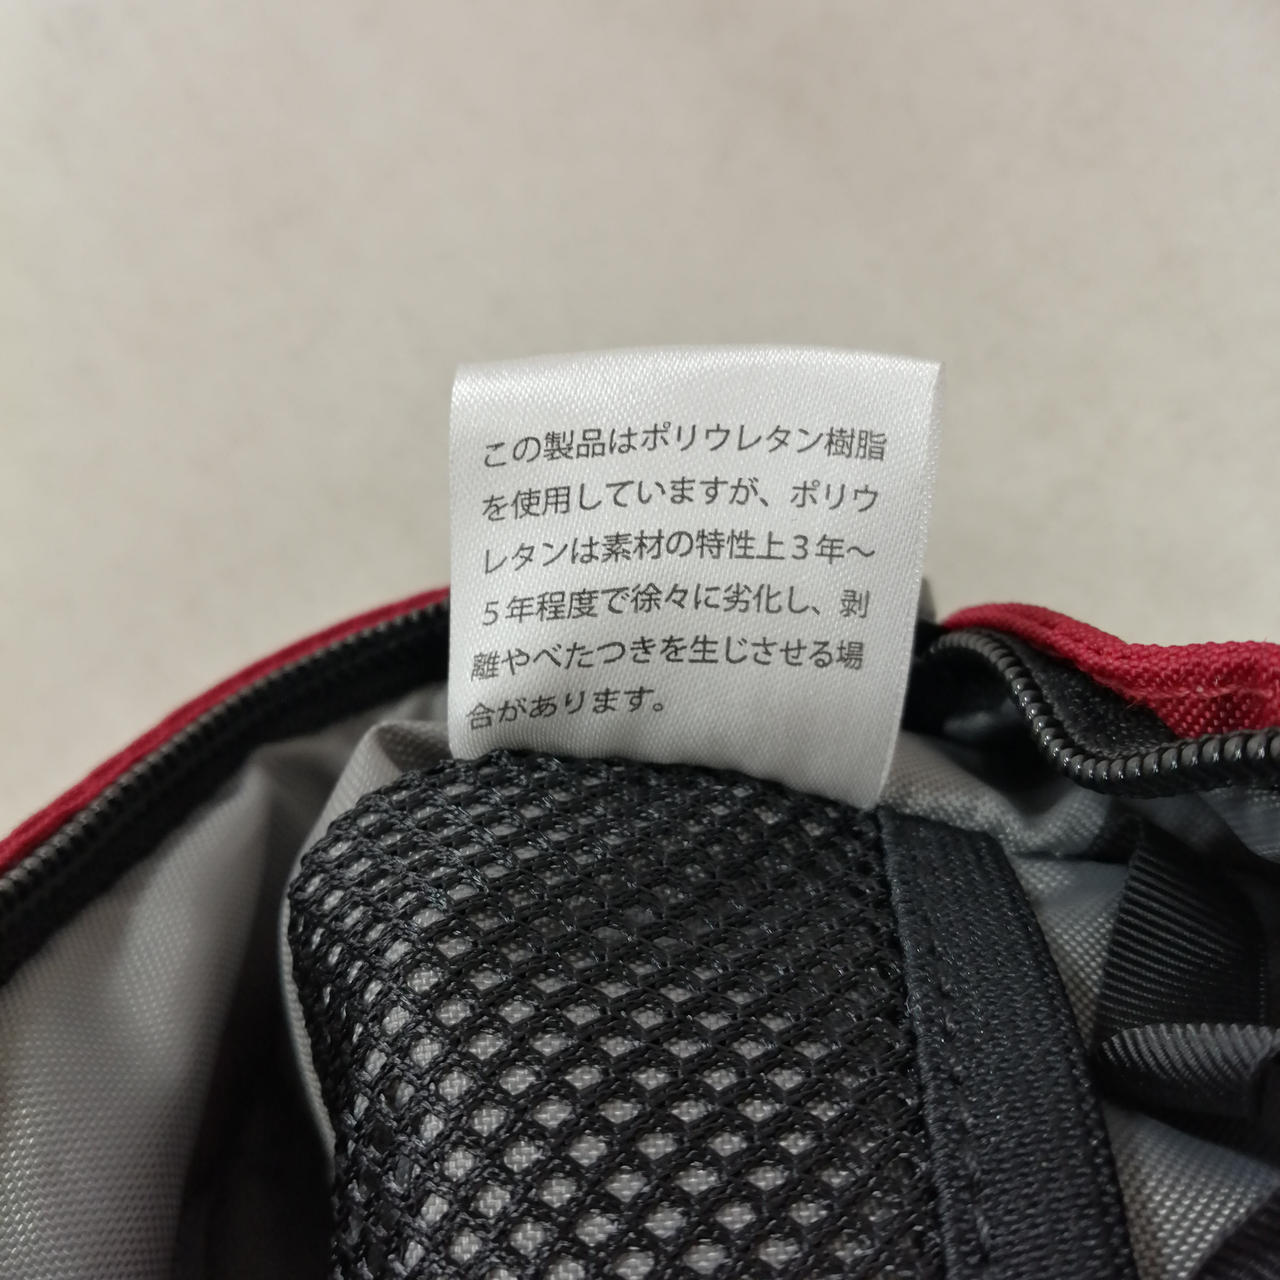 この製品はポリウレタン樹脂
を使用していますが、ポリウ
レタンは素材の特性上３年～
５年程度で徐々に劣化し、剥
離やべたつきを生じさせる場
合があります。